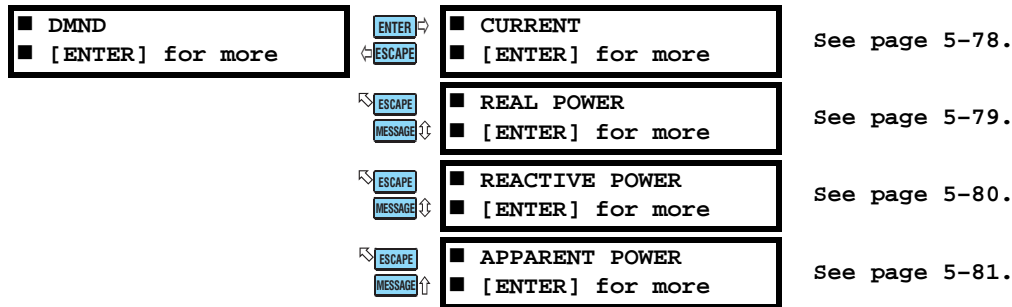 ■ DMND
■ [ENTER] for more
ENTER
ESCAPE
■ CURRENT
■ [ENTER] for more
See page 5–78.
ESCAPE
MESSAGE
■ REAL POWER
■ [ENTER] for more
See page 5–79.
ESCAPE
MESSAGE
■ REACTIVE POWER
■ [ENTER] for more
See page 5–80.
ESCAPE
MESSAGE
■ APPARENT POWER
■ [ENTER] for more
See page 5–81.